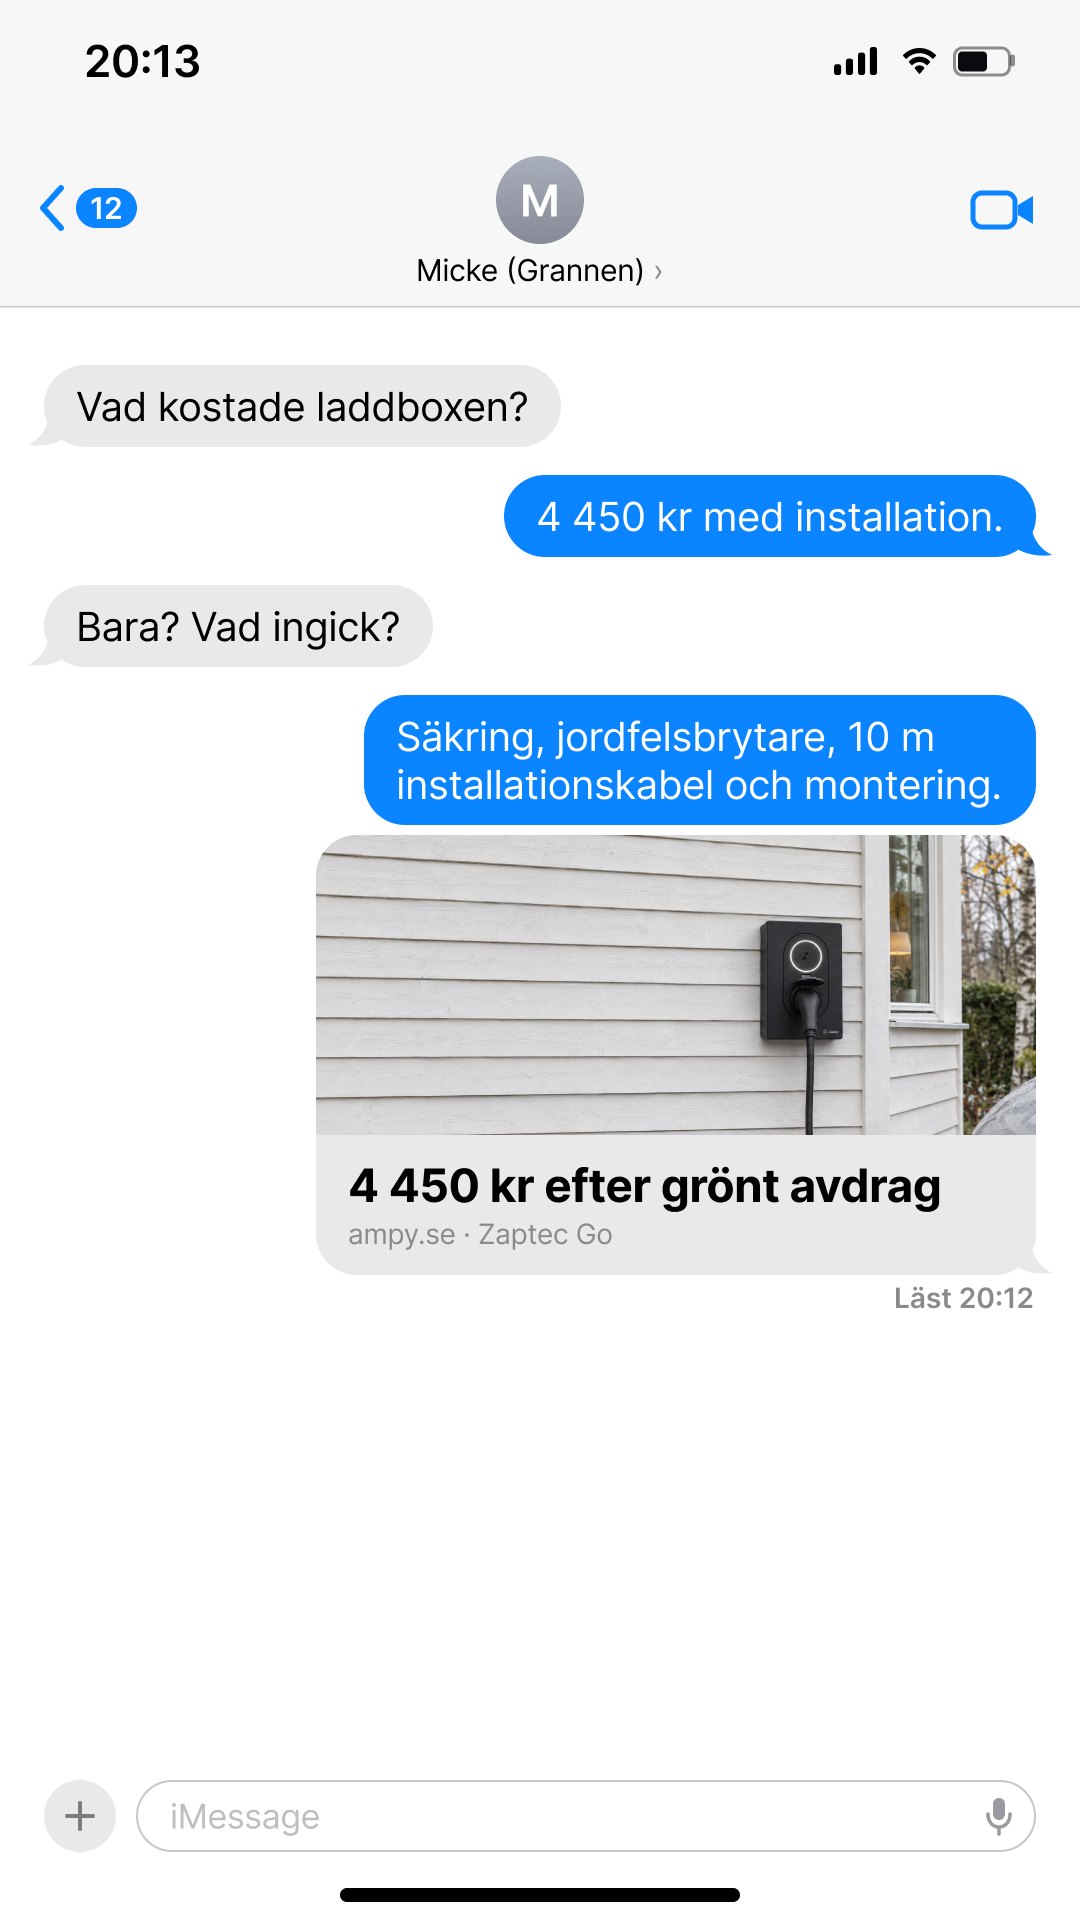 20:13
12
M
Micke (Grannen) ›
Vad kostade laddboxen?
4 450 kr med installation.
Bara? Vad ingick?
Säkring, jordfelsbrytare, 10 m
installationskabel och montering.
Z
4 450 kr efter grönt avdrag
ampy.se · Zaptec Go
Läst 20:12
iMessage